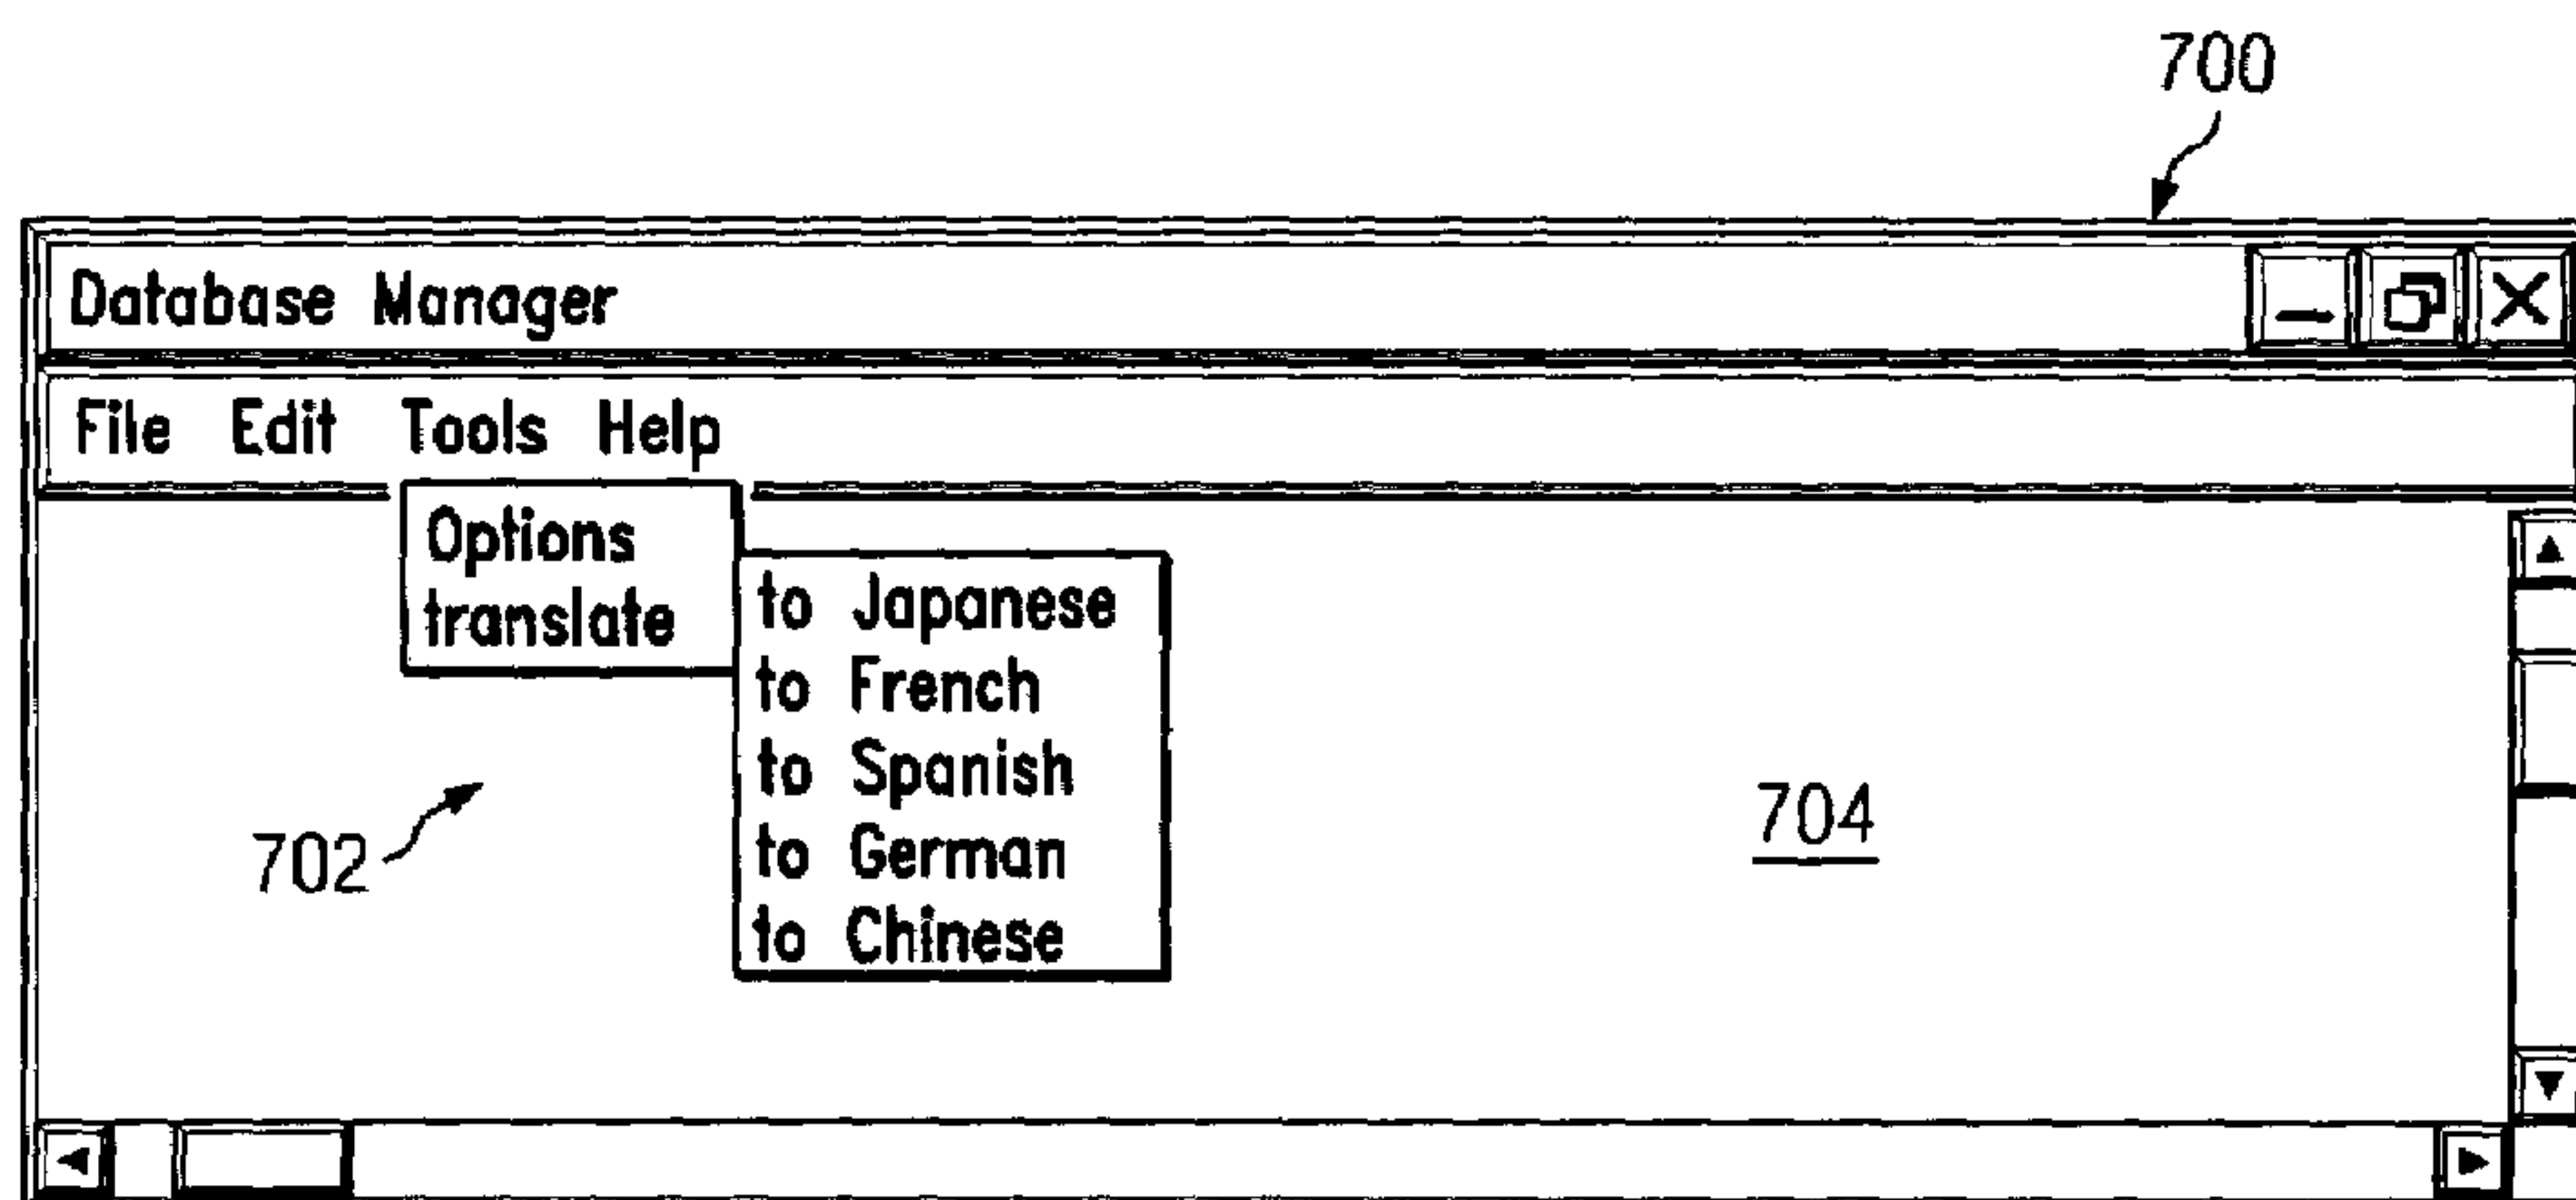 700
Database Manager
File Edit Tools Help
Options
translate
to Japanese
to French
to Spanish
to German
to Chinese
702
704